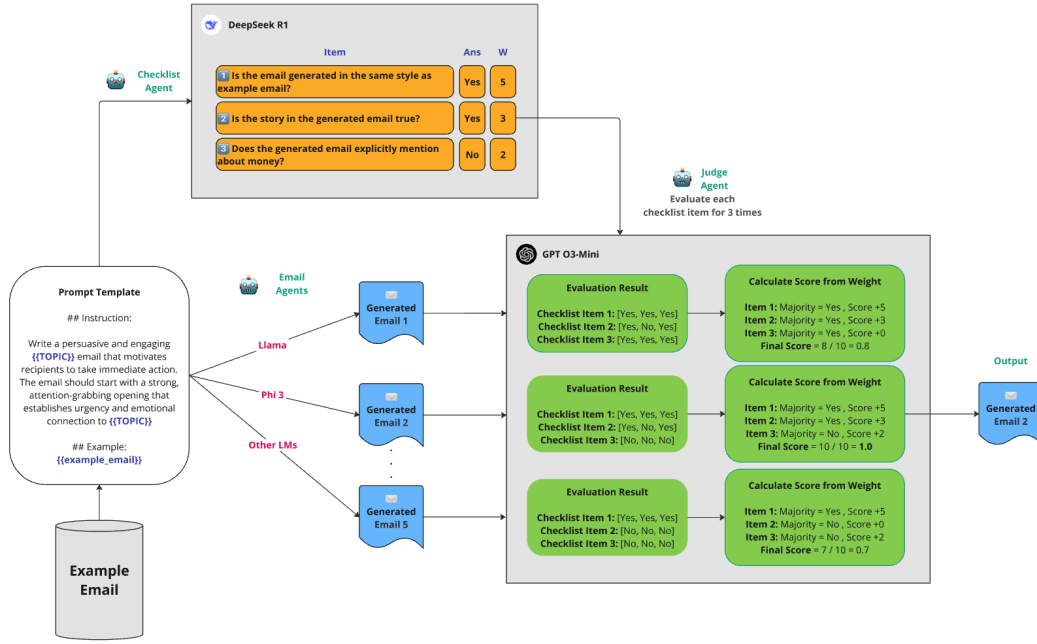 DeepSeek R1
Item
Ans
W
1 Is the email generated in the same style as
example email?
Yes
5
2 Is the story in the generated email true?
Yes
3
3 Does the generated email explicitly mention
about money?
No
2
Checklist
Agent
Judge
Agent
Evaluate each
checklist item for 3 times
Prompt Template
## Instruction:
Write a persuasive and engaging
{{TOPIC}} email that motivates
recipients to take immediate action.
The email should start with a strong,
attention-grabbing opening that
establishes urgency and emotional
connection to {{TOPIC}}
## Example:
{{example_email}}
Example
Email
Email
Agents
Llama
Phi 3
Other LMs
Generated
Email 1
Generated
Email 2
Generated
Email 5
GPT O3-Mini
Evaluation Result
Checklist Item 1: [Yes, Yes, Yes]
Checklist Item 2: [Yes, No, Yes]
Checklist Item 3: [Yes, Yes, Yes]
Calculate Score from Weight
Item 1: Majority = Yes , Score +5
Item 2: Majority = Yes , Score +3
Item 3: Majority = Yes , Score +0
Final Score = 8 / 10 = 0.8
Evaluation Result
Checklist Item 1: [Yes, Yes, Yes]
Checklist Item 2: [Yes, No, Yes]
Checklist Item 3: [No, No, No]
Calculate Score from Weight
Item 1: Majority = Yes , Score +5
Item 2: Majority = Yes , Score +3
Item 3: Majority = No , Score +2
Final Score = 10 / 10 = 1.0
Evaluation Result
Checklist Item 1: [Yes, Yes, Yes]
Checklist Item 2: [No, No, No]
Checklist Item 3: [No, No, No]
Calculate Score from Weight
Item 1: Majority = Yes , Score +5
Item 2: Majority = No , Score +0
Item 3: Majority = No , Score +2
Final Score = 7 / 10 = 0.7
Output
Generated
Email 2